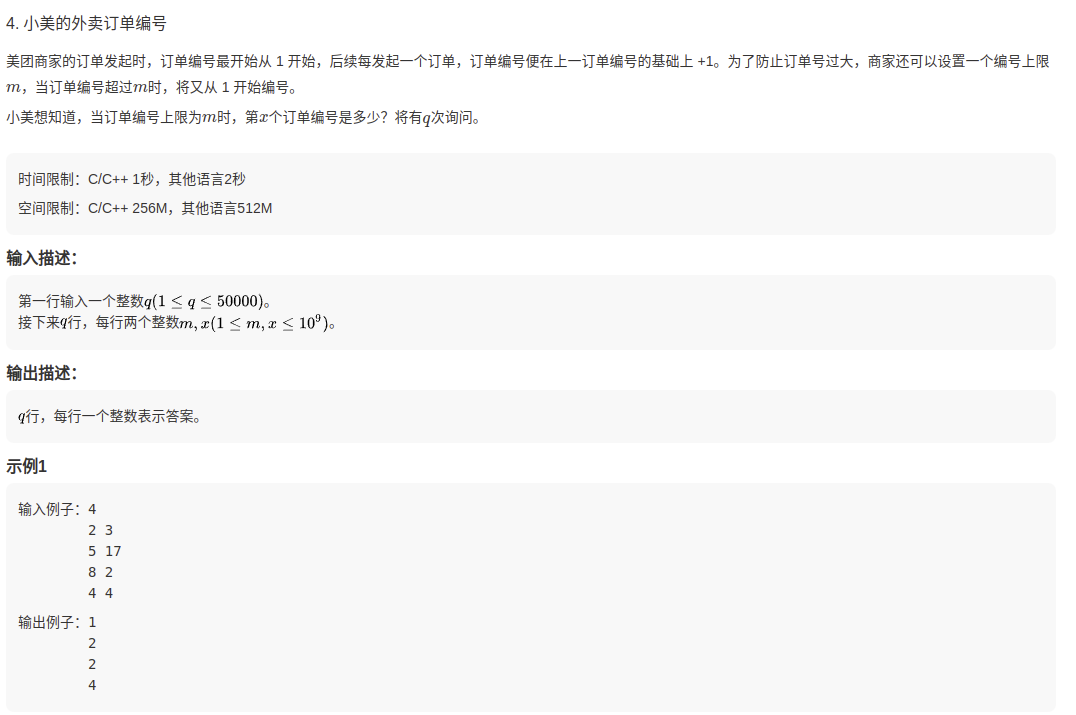 4. 小美的外卖订单编号
美团商家的订单发起时，订单编号最开始从 1 开始，后续每发起一个订单，订单编号便在上一订单编号的基础上 +1。为了防止订单号过大，商家还可以设置一个编号上限
m，当订单编号超过m时，将又从 1 开始编号。
小美想知道，当订单编号上限为m时，第x个订单编号是多少？将有q次询问。
时间限制：C/C++ 1秒，其他语言2秒
空间限制：C/C++ 256M，其他语言512M
输入描述：
第一行输入一个整数q(1 ≤ q ≤ 50000)。
接下来q行，每行两个整数m, x(1 ≤ m, x ≤ 10⁹)。
输出描述：
q行，每行一个整数表示答案。
示例1
输入例子：4
2 3
5 17
8 2
4 4
输出例子：1
2
2
4